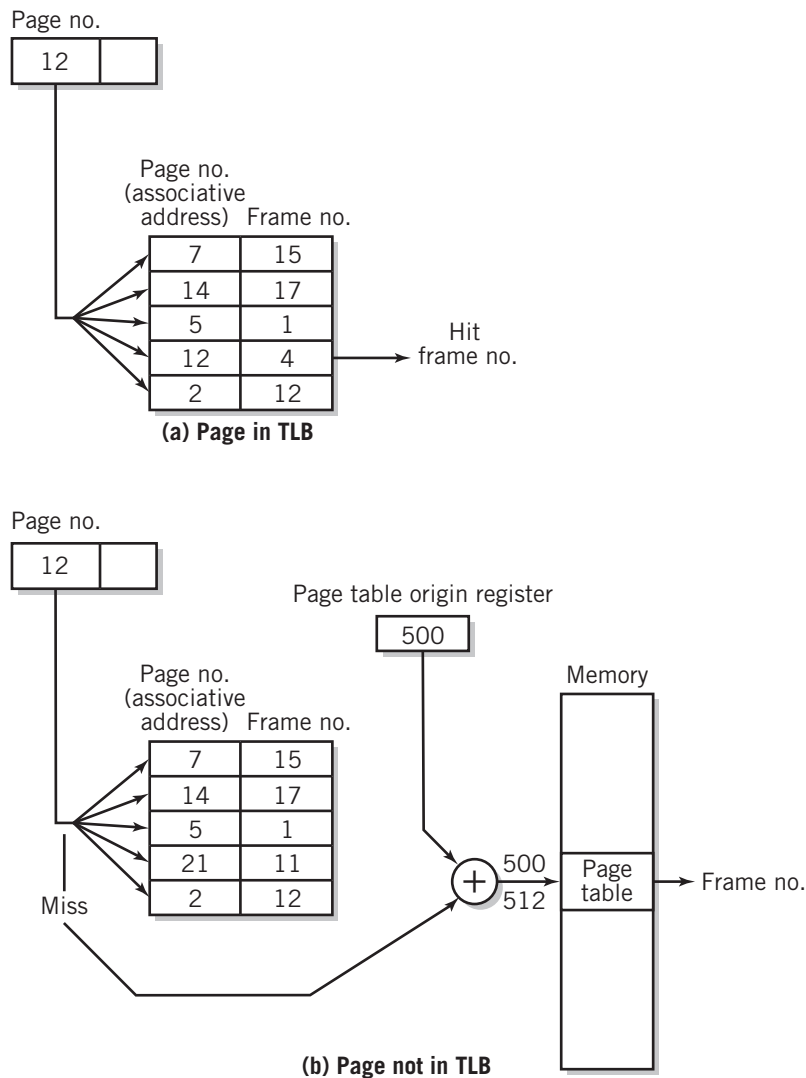 Page no.
12
Page no.
(associative
address) Frame no.
7 15
14 17
5 1
12 4
2 12
Hit
frame no.
(a) Page in TLB
Page no.
12
Page table origin register
500
Page no.
(associative
address) Frame no.
7 15
14 17
5 1
21 11
2 12
Miss
+
500
512
Memory
Page
table
Frame no.
(b) Page not in TLB